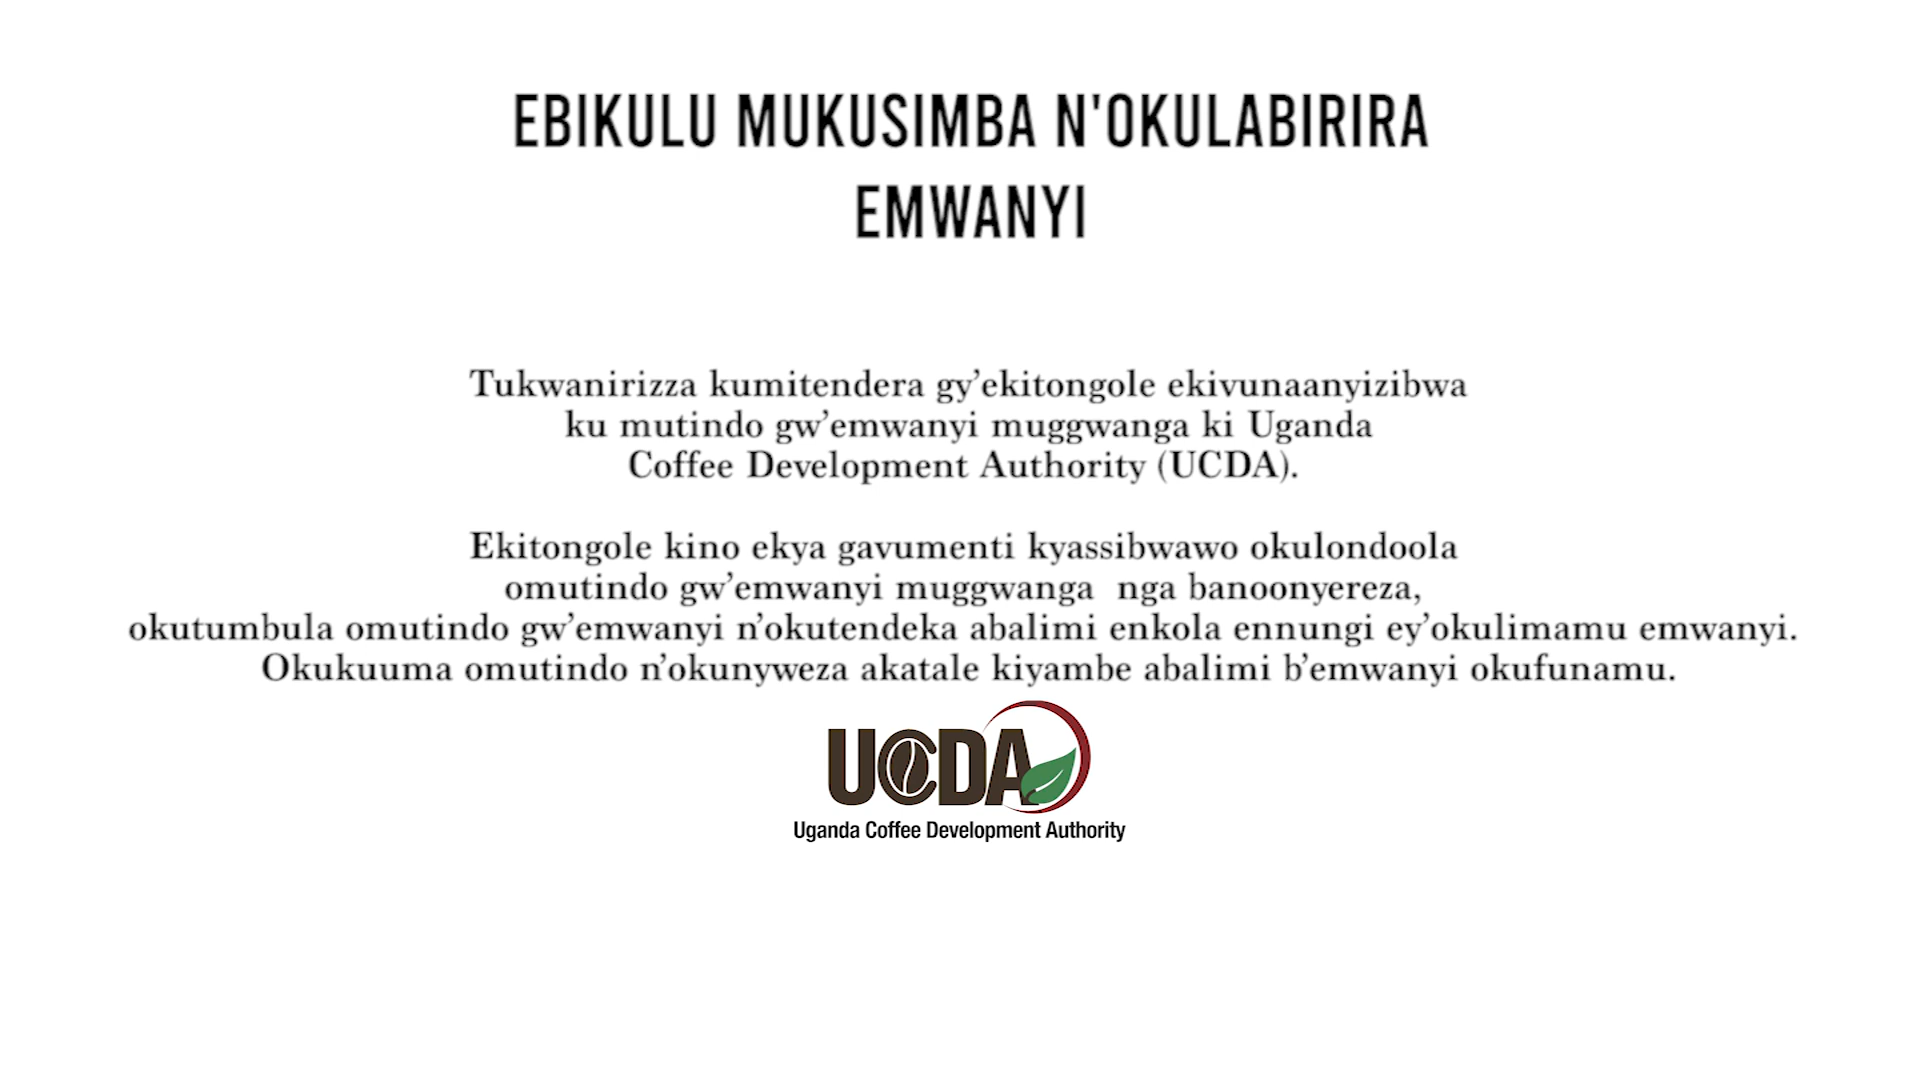 EBIKULU MUKUSIMBA N'OKULABIRIRA
EMWANYI
Tukwanirizza kumitendera gy’ekitongole ekivunaanyizibwa
ku mutindo gw’emwanyi muggwanga ki Uganda
Coffee Development Authority (UCDA).
Ekitongole kino ekya gavumenti kyassibwawo okulondoola
omutindo gw’emwanyi muggwanga  nga banoonyereza,
okutumbula omutindo gw’emwanyi n’okutendeka abalimi enkola ennungi ey’okulimamu emwanyi.
Okukuuma omutindo n’okunyweza akatale kiyambe abalimi b’emwanyi okufunamu.
UCDA
Uganda Coffee Development Authority